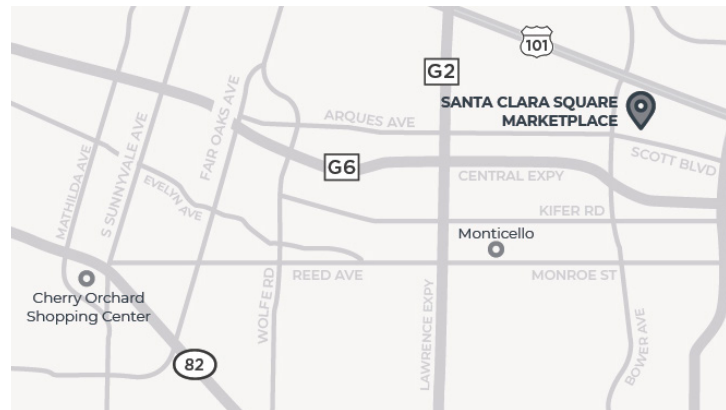 101
G2
SANTA CLARA SQUARE
MARKETPLACE
ARQUES AVE
SCOTT BLVD
FAIR OAKS AVE
S SUNNYVALE AVE
MATHILDA AVE
G6
CENTRAL EXPY
EVELYN AVE
KIFER RD
Monticello
REED AVE
MONROE ST
WOLFE RD
LAWRENCE EXPY
BOWER AVE
Cherry Orchard
Shopping Center
82